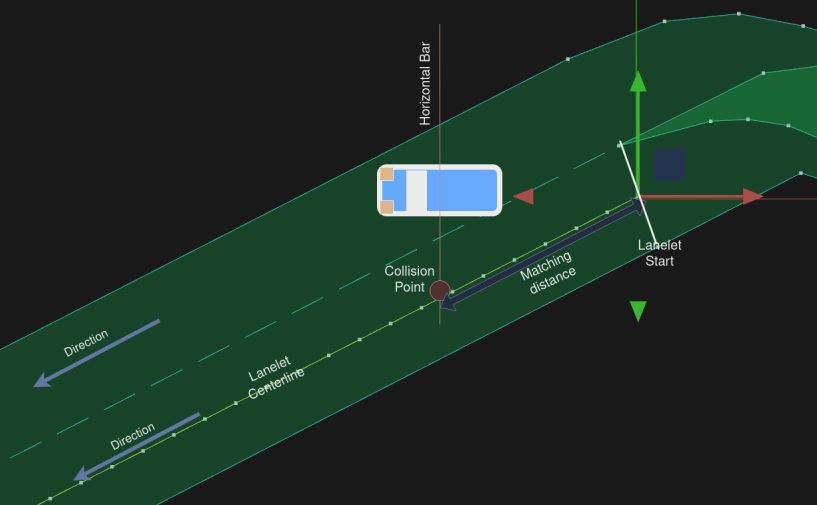 Horizontal Bar
Lanelet
Start
Collision
Point
Matching
distance
Direction
Lanelet
Centerline
Direction